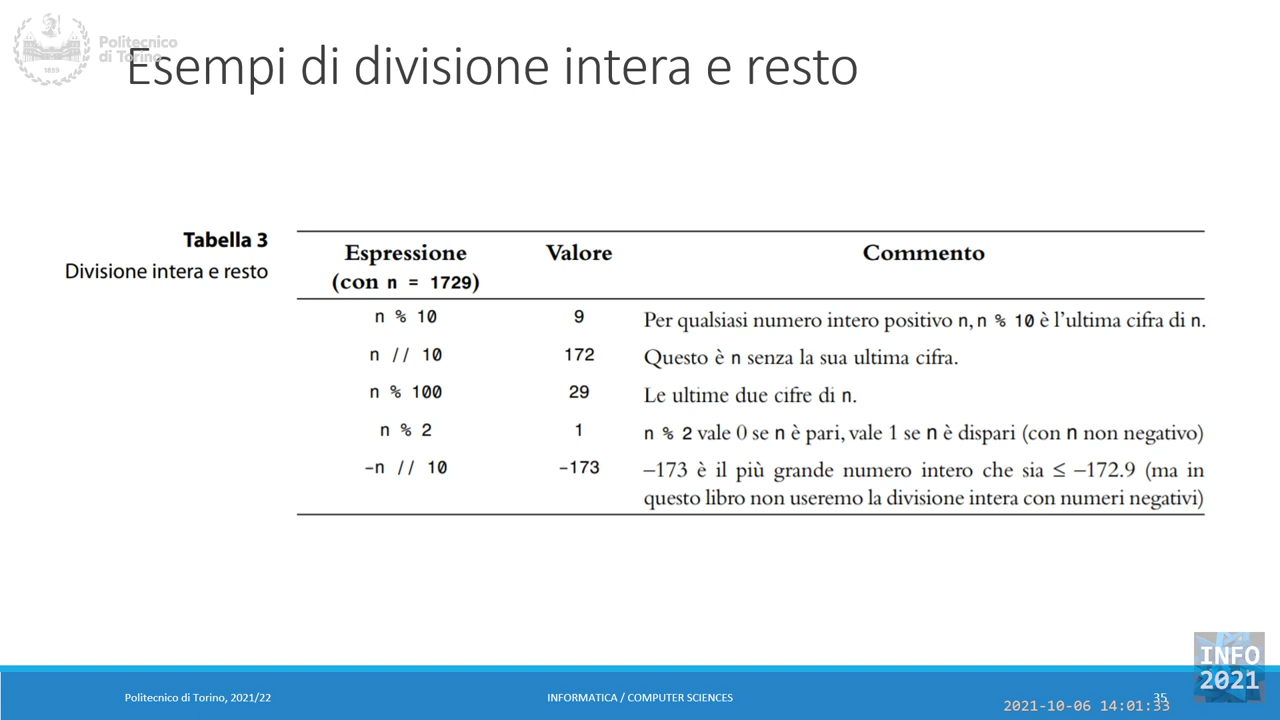 Politecnico
di Torino
1859
Esempi di divisione intera e resto
Tabella 3
Divisione intera e resto
Espressione Valore Commento
(con n = 1729)
n % 10 9 Per qualsiasi numero intero positivo n, n % 10 è l'ultima cifra di n.
n // 10 172 Questo è n senza la sua ultima cifra.
n % 100 29 Le ultime due cifre di n.
n % 2 1 n % 2 vale 0 se n è pari, vale 1 se n è dispari (con n non negativo)
-n // 10 -173 –173 è il più grande numero intero che sia ≤ –172.9 (ma in
questo libro non useremo la divisione intera con numeri negativi)
INFO
2021
Politecnico di Torino, 2021/22 INFORMATICA / COMPUTER SCIENCES 35
2021-10-06 14:01:33